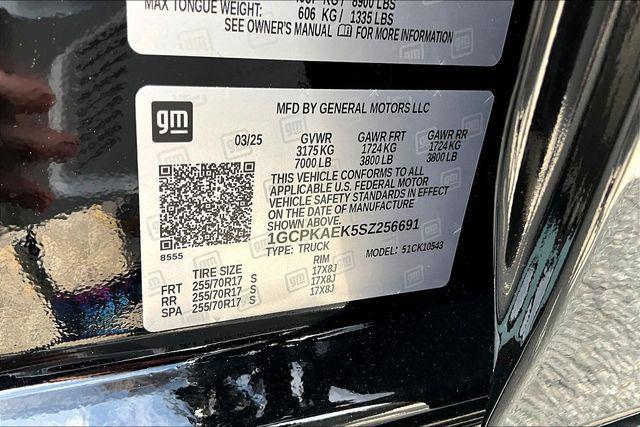 MAX TONGUE WEIGHT: 606 KG / 1335 LBS
SEE OWNER'S MANUAL FOR MORE INFORMATION
gm
MFD BY GENERAL MOTORS LLC
03/25 GVWR GAWR FRT GAWR RR
3175 KG 1724 KG 1724 KG
7000 LB 3800 LB 3800 LB
THIS VEHICLE CONFORMS TO ALL
APPLICABLE U.S. FEDERAL MOTOR
VEHICLE SAFETY STANDARDS IN EFFECT
ON THE DATE OF MANUFACTURE
1GCPKAEK5SZ256691
8555
TYPE: TRUCK MODEL: 51CK10543
TIRE SIZE RIM
FRT 255/70R17 S 17X8J
RR 255/70R17 S 17X8J
SPA 255/70R17 S 17X8J